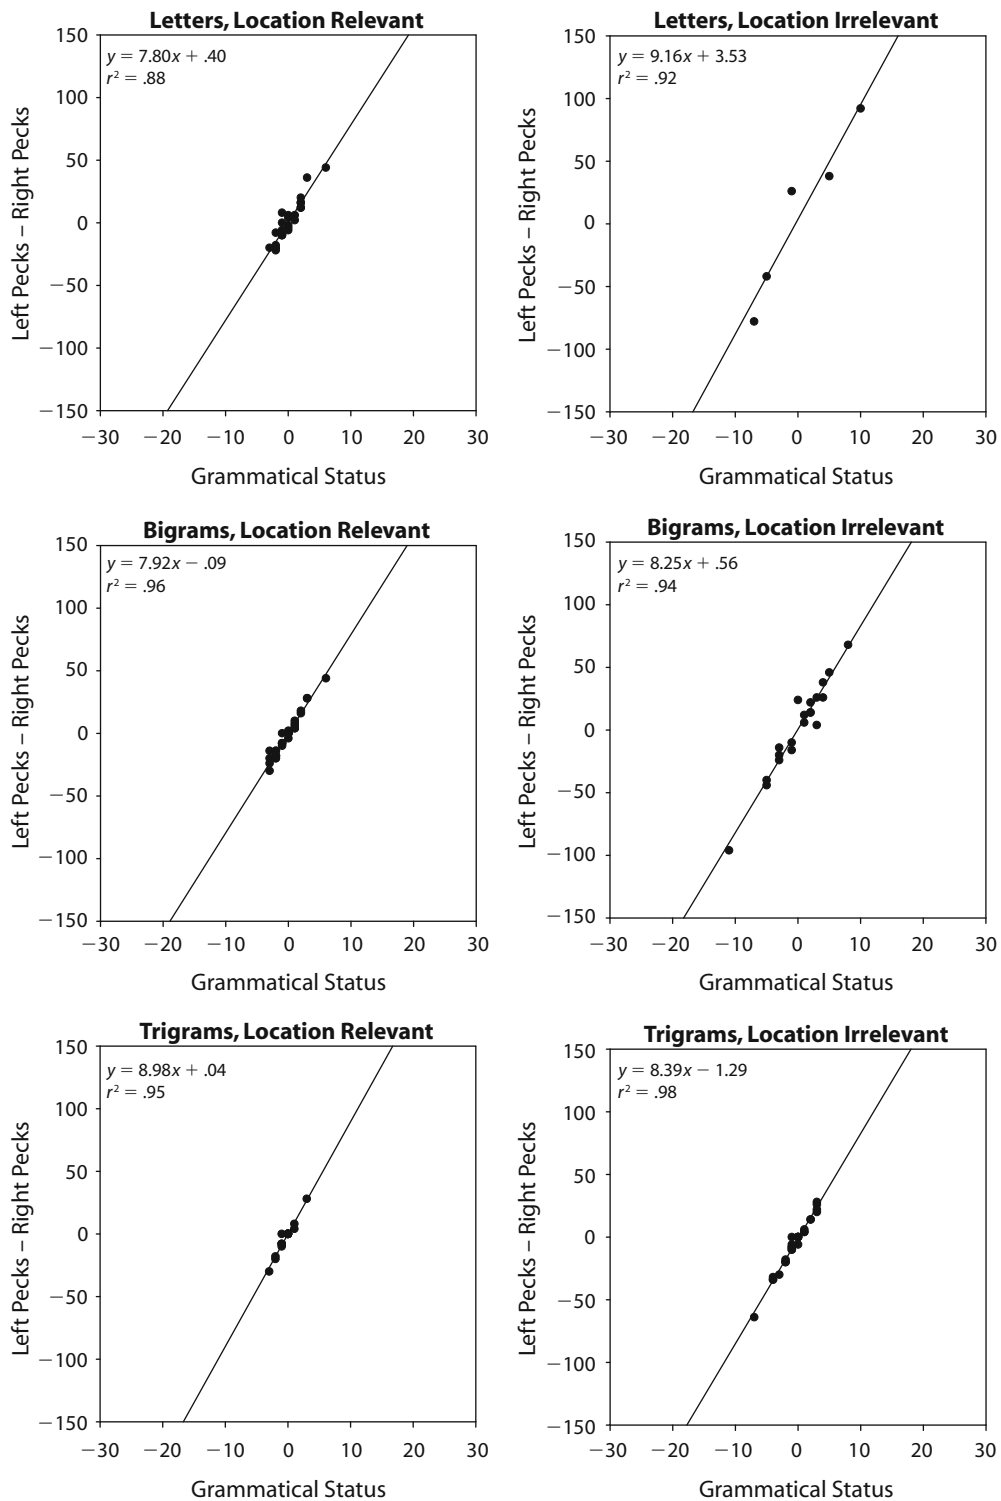 Letters, Location Relevant
y = 7.80x + .40
r² = .88
150
100
50
0
−50
−100
−150
Left Pecks – Right Pecks
−30 −20 −10 0 10 20 30
Grammatical Status
Letters, Location Irrelevant
y = 9.16x + 3.53
r² = .92
150
100
50
0
−50
−100
−150
Left Pecks – Right Pecks
−30 −20 −10 0 10 20 30
Grammatical Status
Bigrams, Location Relevant
y = 7.92x − .09
r² = .96
150
100
50
0
−50
−100
−150
Left Pecks – Right Pecks
−30 −20 −10 0 10 20 30
Grammatical Status
Bigrams, Location Irrelevant
y = 8.25x + .56
r² = .94
150
100
50
0
−50
−100
−150
Left Pecks – Right Pecks
−30 −20 −10 0 10 20 30
Grammatical Status
Trigrams, Location Relevant
y = 8.98x + .04
r² = .95
150
100
50
0
−50
−100
−150
Left Pecks – Right Pecks
−30 −20 −10 0 10 20 30
Grammatical Status
Trigrams, Location Irrelevant
y = 8.39x − 1.29
r² = .98
150
100
50
0
−50
−100
−150
Left Pecks – Right Pecks
−30 −20 −10 0 10 20 30
Grammatical Status